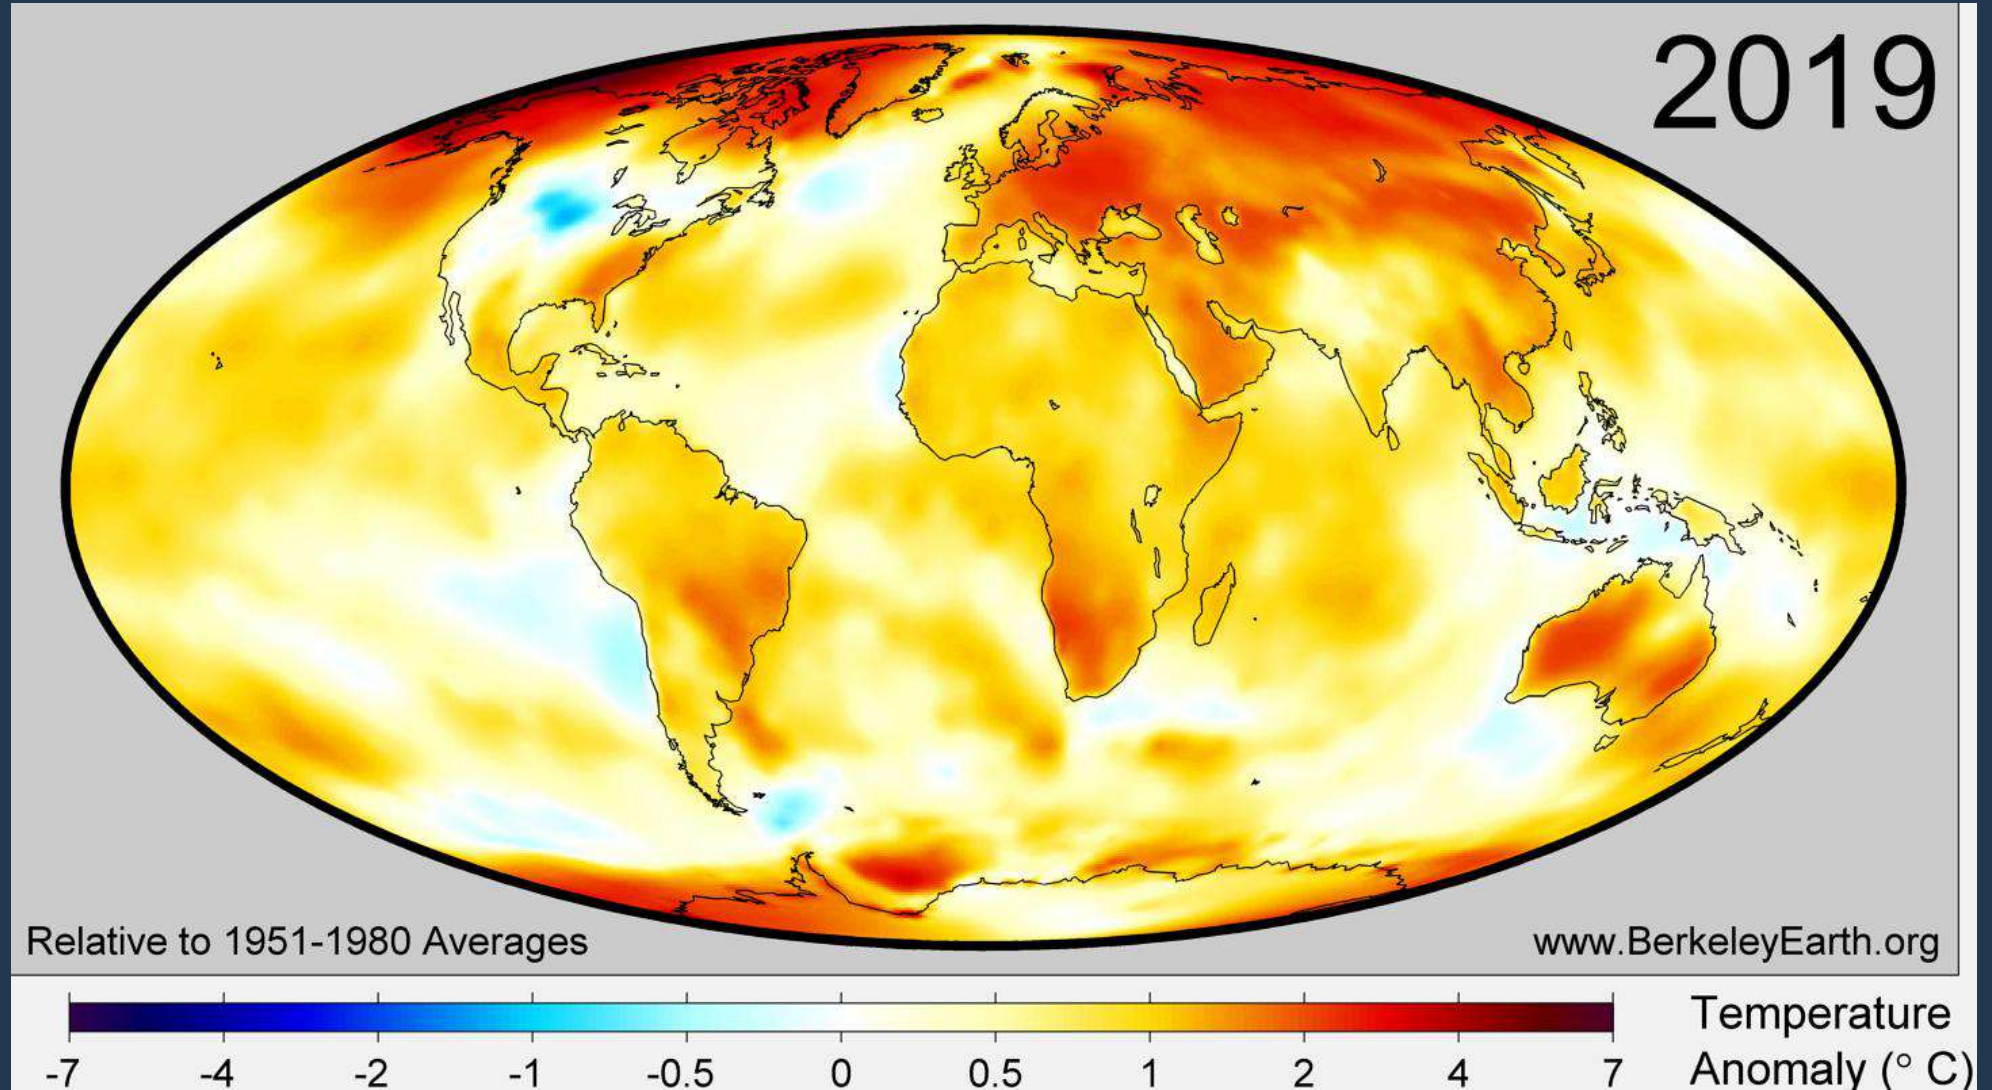 2019
Relative to 1951-1980 Averages
www.BerkeleyEarth.org
-7 -4 -2 -1 -0.5 0 0.5 1 2 4 7
Temperature
Anomaly (° C)